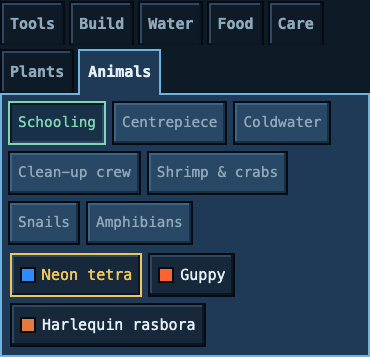 Tools Build Water Food Care
Plants Animals
Schooling Centrepiece Coldwater
Clean-up crew Shrimp & crabs
Snails Amphibians
Neon tetra Guppy
Harlequin rasbora